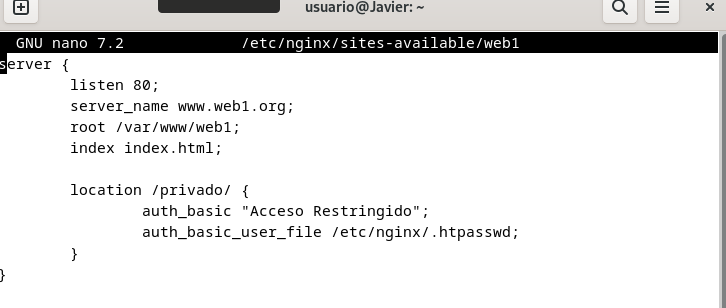 usuario@Javier: ~
GNU nano 7.2 /etc/nginx/sites-available/web1
server {
listen 80;
server_name www.web1.org;
root /var/www/web1;
index index.html;
location /privado/ {
auth_basic "Acceso Restringido";
auth_basic_user_file /etc/nginx/.htpasswd;
}
}